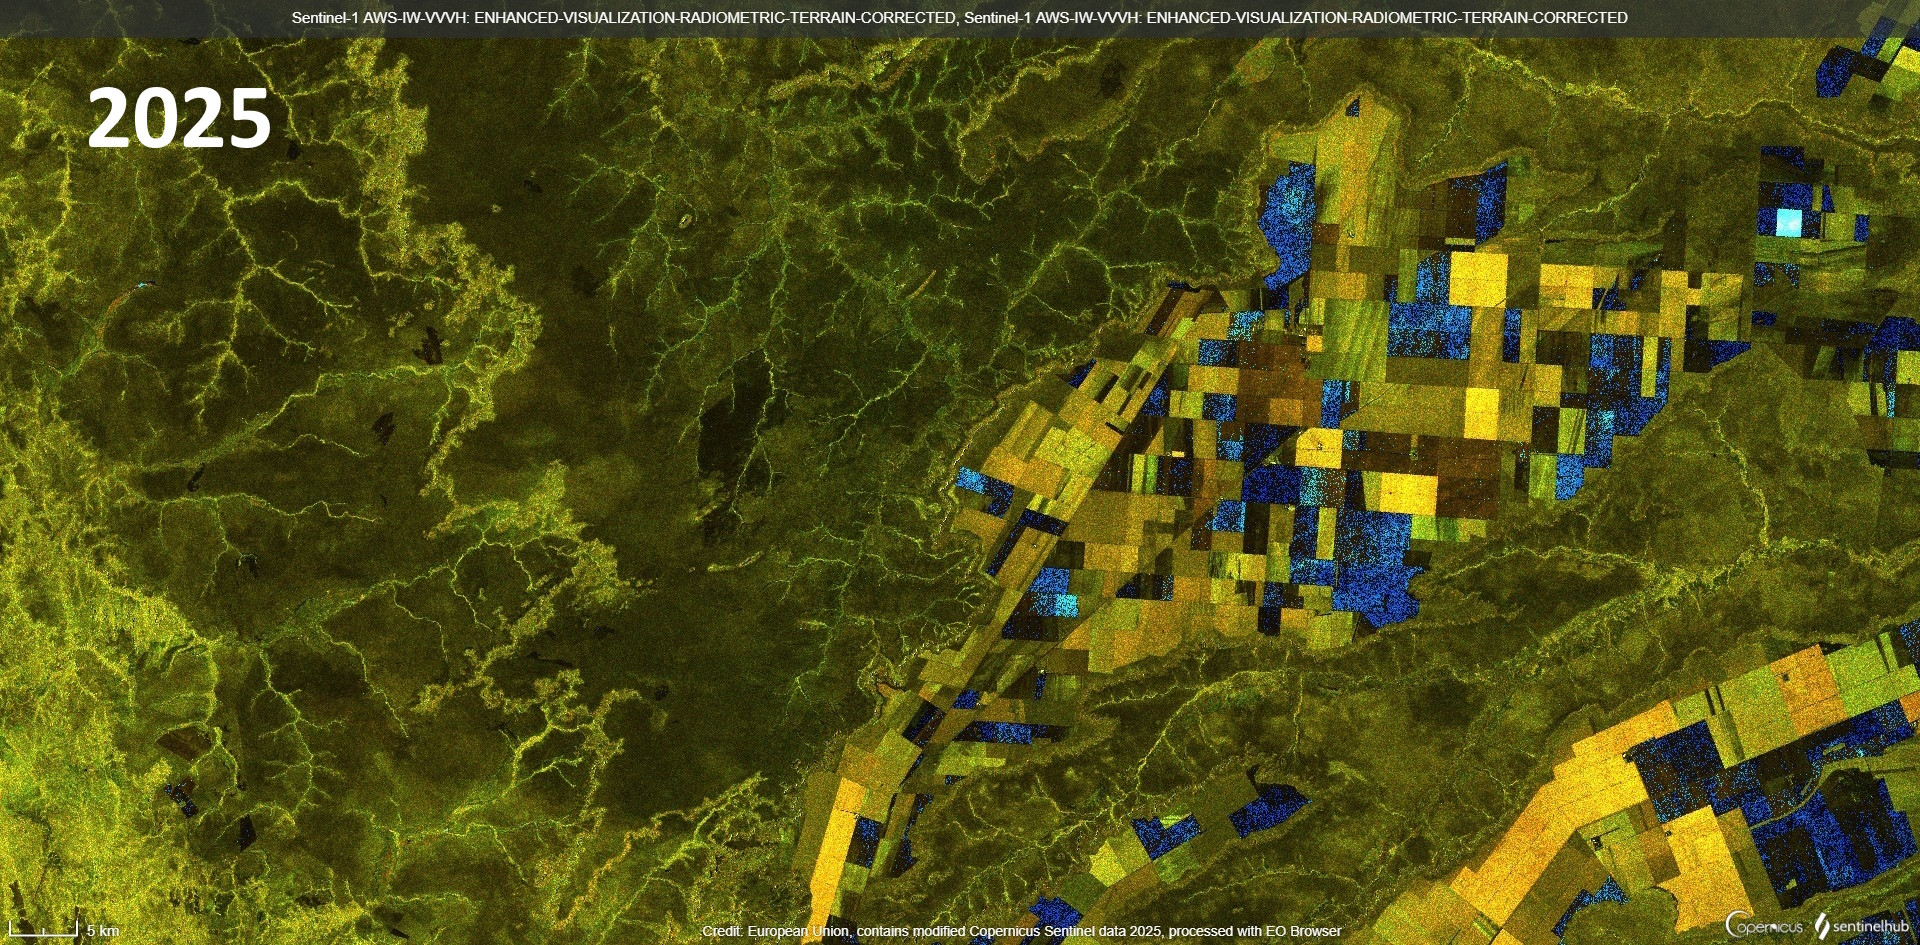 Sentinel-1 AWS-IW-VVVH: ENHANCED-VISUALIZATION-RADIOMETRIC-TERRAIN-CORRECTED, Sentinel-1 AWS-IW-VVVH: ENHANCED-VISUALIZATION-RADIOMETRIC-TERRAIN-CORRECTED
2025
5 km
Credit: European Union, contains modified Copernicus Sentinel data 2025, processed with EO Browser
Copernicus
sentinelhub